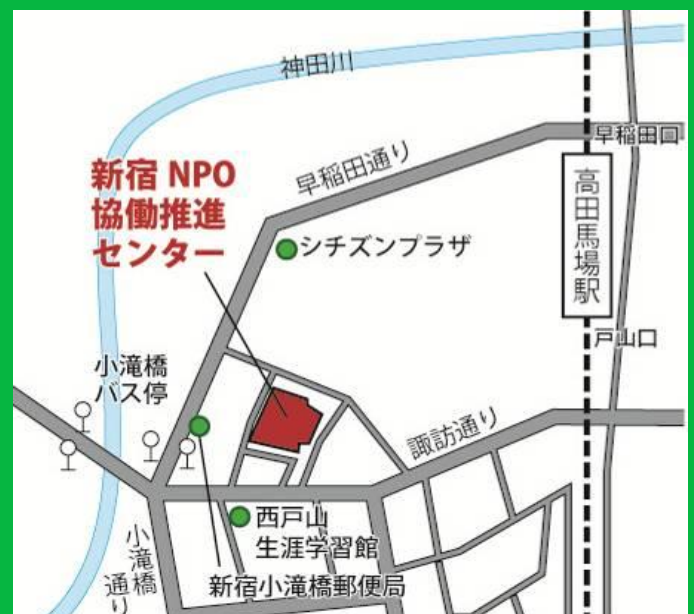 神田川
早稲田口
早稲田通り
新宿 NPO
協働推進
センター
シチズンプラザ
高田馬場駅
戸山口
小滝橋
バス停
諏訪通り
西戸山
生涯学習館
小滝橋
通り
新宿小滝橋郵便局